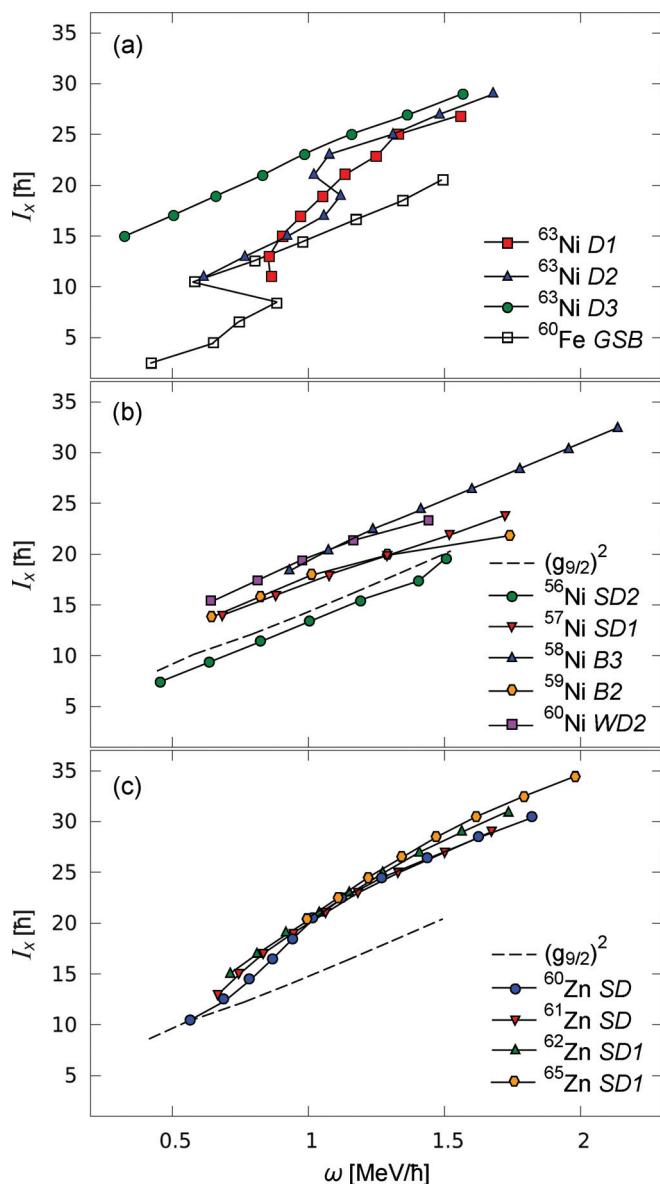 (a)
35
30
25
20
15
10
5
Iₓ [ħ]
⁶³Ni D1
⁶³Ni D2
⁶³Ni D3
⁶⁰Fe GSB
(b)
35
30
25
20
15
10
5
Iₓ [ħ]
(g₉/₂)²
⁵⁶Ni SD2
⁵⁷Ni SD1
⁵⁸Ni B3
⁵⁹Ni B2
⁶⁰Ni WD2
(c)
35
30
25
20
15
10
5
Iₓ [ħ]
(g₉/₂)²
⁶⁰Zn SD
⁶¹Zn SD
⁶²Zn SD1
⁶⁵Zn SD1
0.5 1 1.5 2
ω [MeV/ħ]